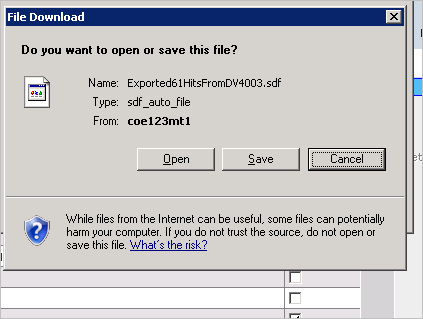 File Download
Do you want to open or save this file?
Name: Exported61HitsFromDV4003.sdf
Type: sdf_auto_file
From: coe123mt1
Open Save Cancel
While files from the Internet can be useful, some files can potentially
harm your computer. If you do not trust the source, do not open or
save this file. What's the risk?